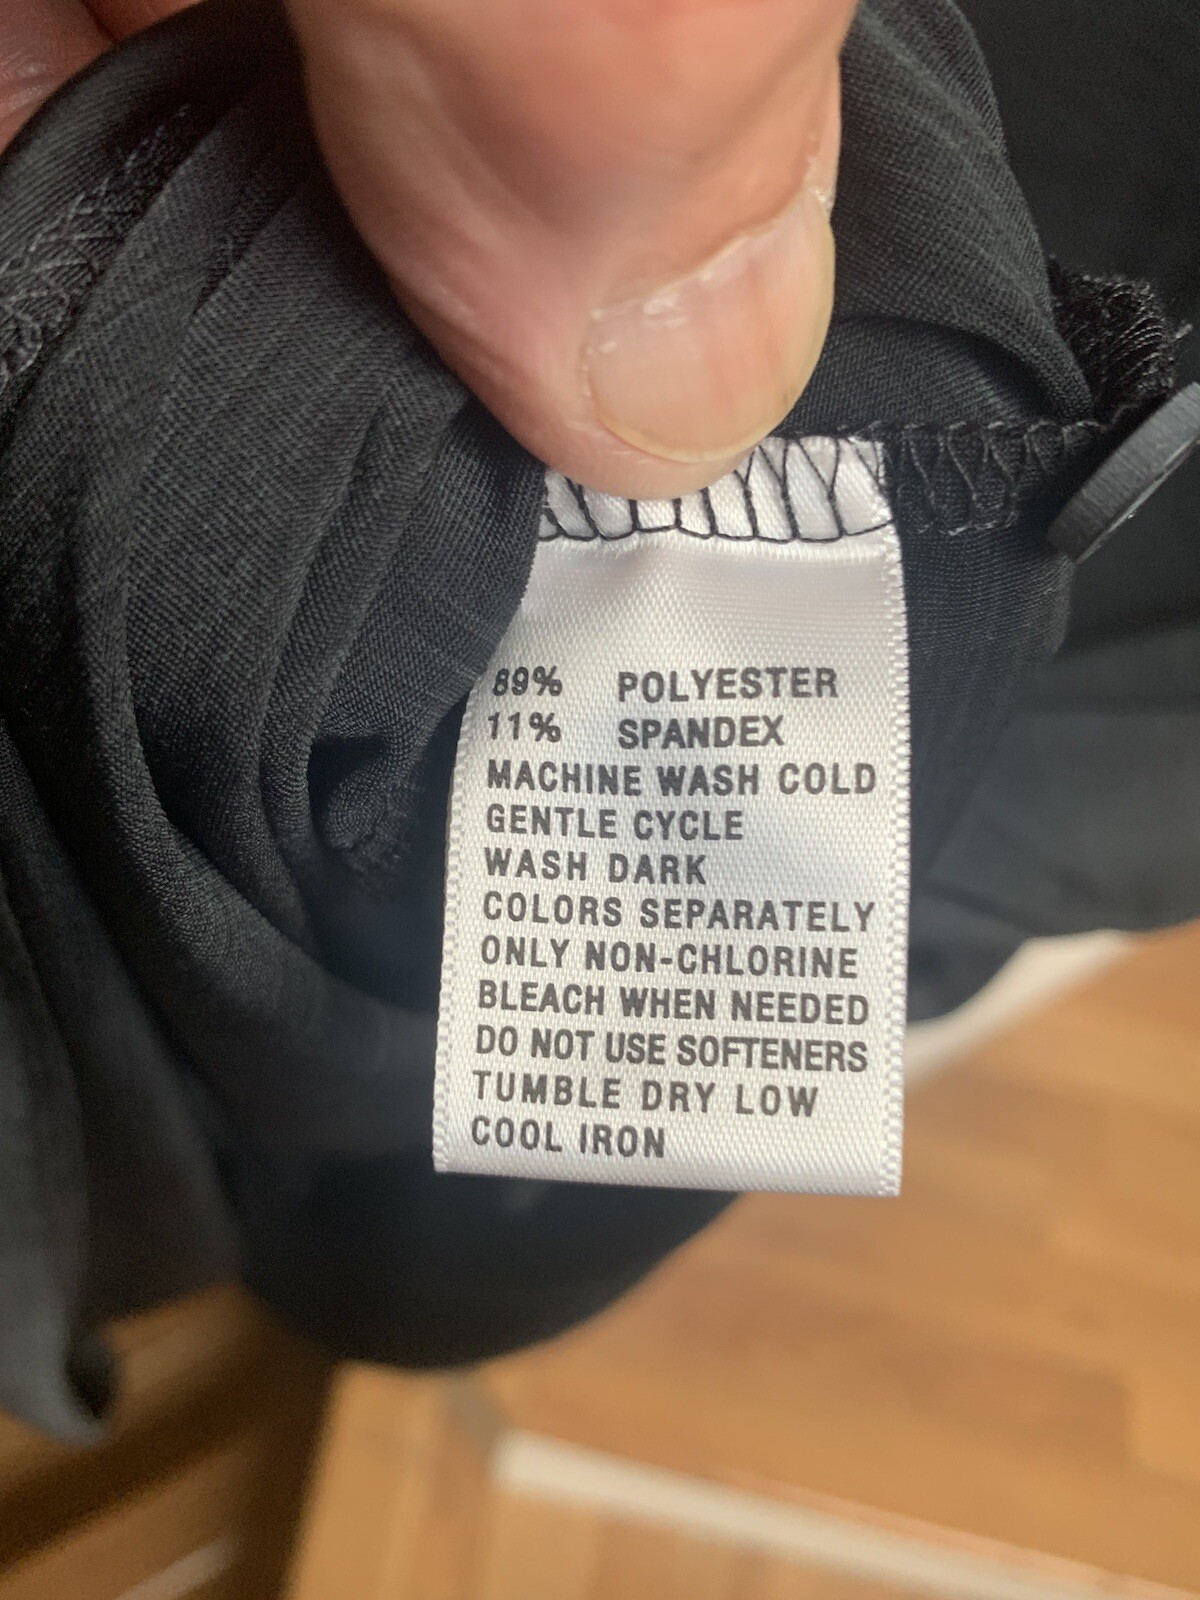 89% POLYESTER
11% SPANDEX
MACHINE WASH COLD
GENTLE CYCLE
WASH DARK
COLORS SEPARATELY
ONLY NON-CHLORINE
BLEACH WHEN NEEDED
DO NOT USE SOFTENERS
TUMBLE DRY LOW
COOL IRON